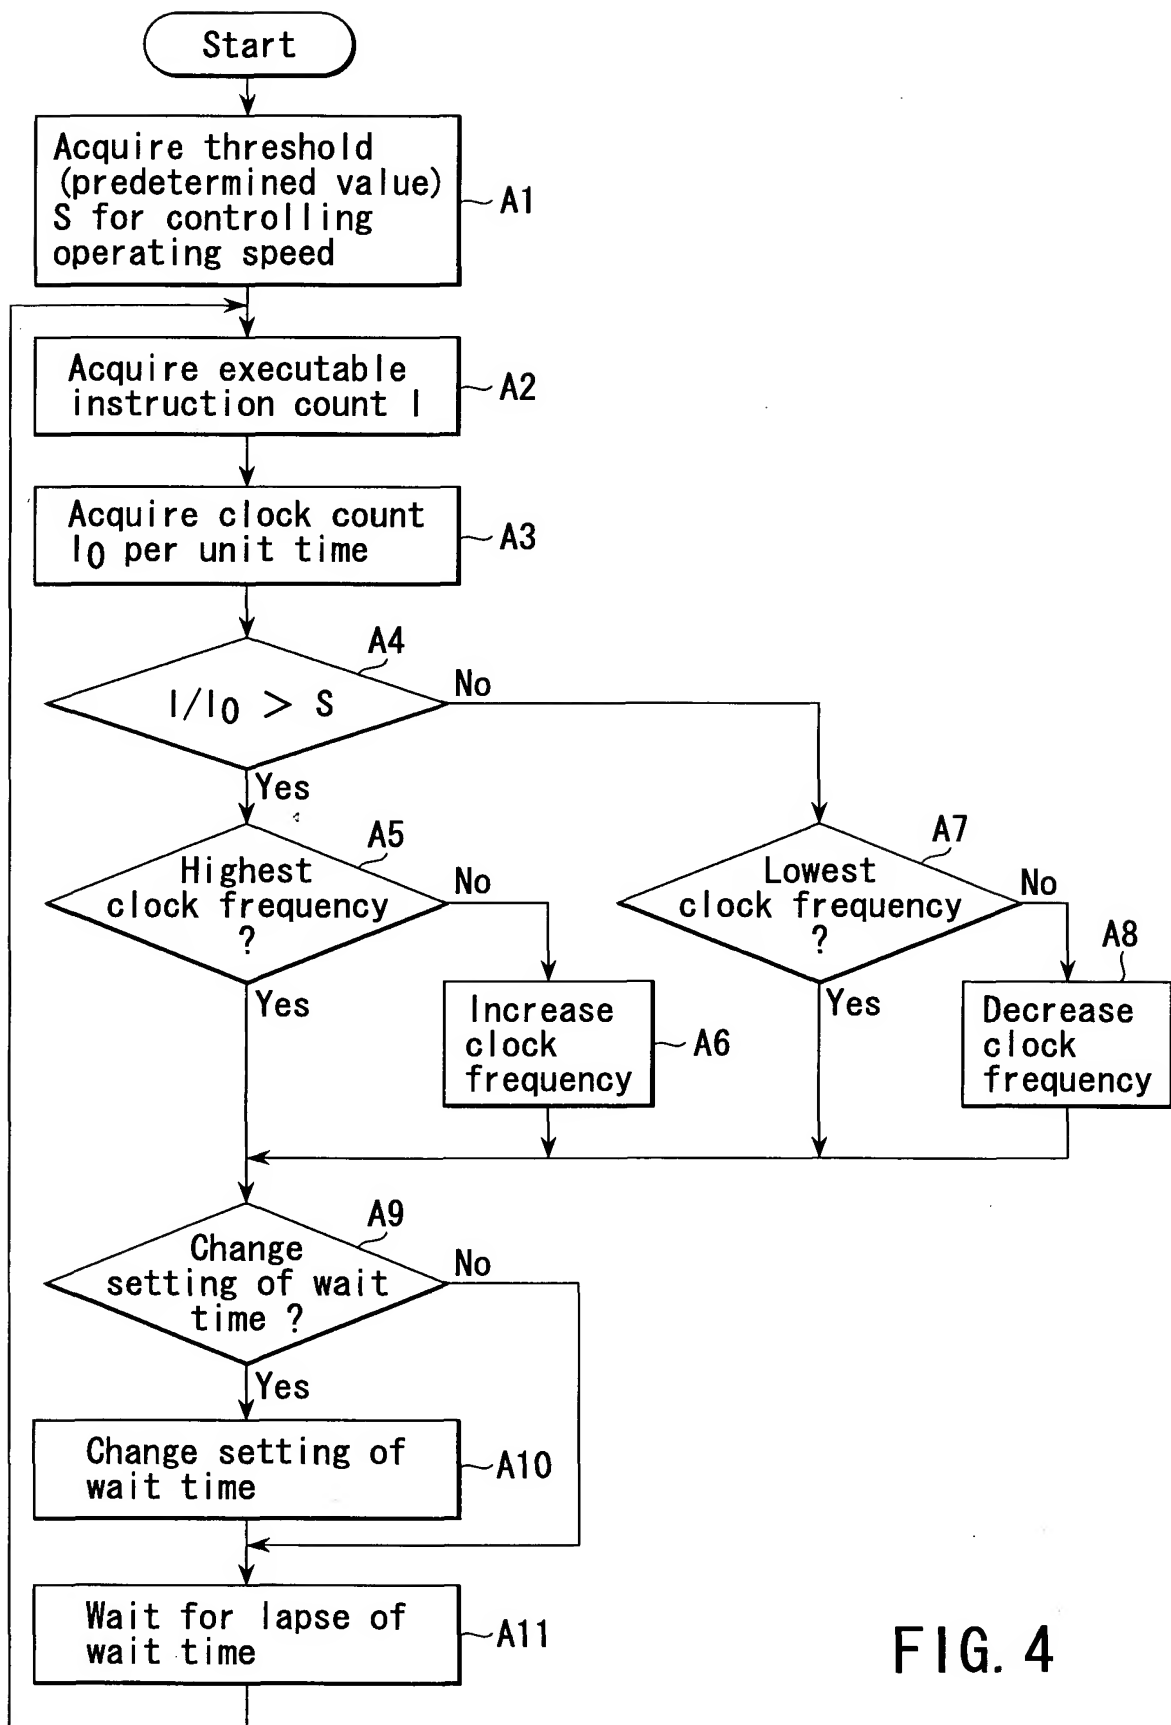 Start
Acquire threshold
(predetermined value)
S for controlling
operating speed
A1
Acquire executable
instruction count I
A2
Acquire clock count
I0 per unit time
A3
A4
I/I0 > S
No
Yes
A5
Highest
clock frequency
?
No
Yes
A7
Lowest
clock frequency
?
No
Yes
Increase
clock
frequency
A6
A8
Decrease
clock
frequency
A9
Change
setting of wait
time ?
No
Yes
Change setting of
wait time
A10
Wait for lapse of
wait time
A11
FIG. 4